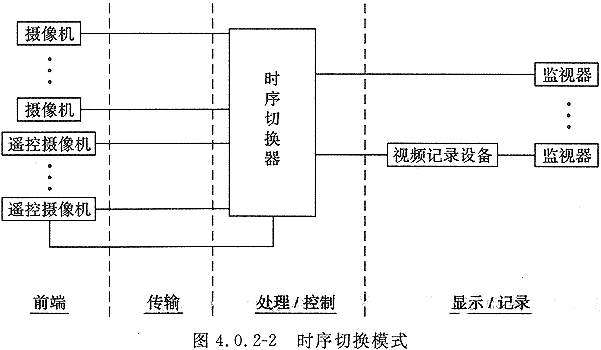 摄像机
摄像机
遥控摄像机
遥控摄像机
时序切换器
监视器
视频记录设备
监视器
前端
传输
处理/控制
显示/记录
图 4.0.2-2 时序切换模式